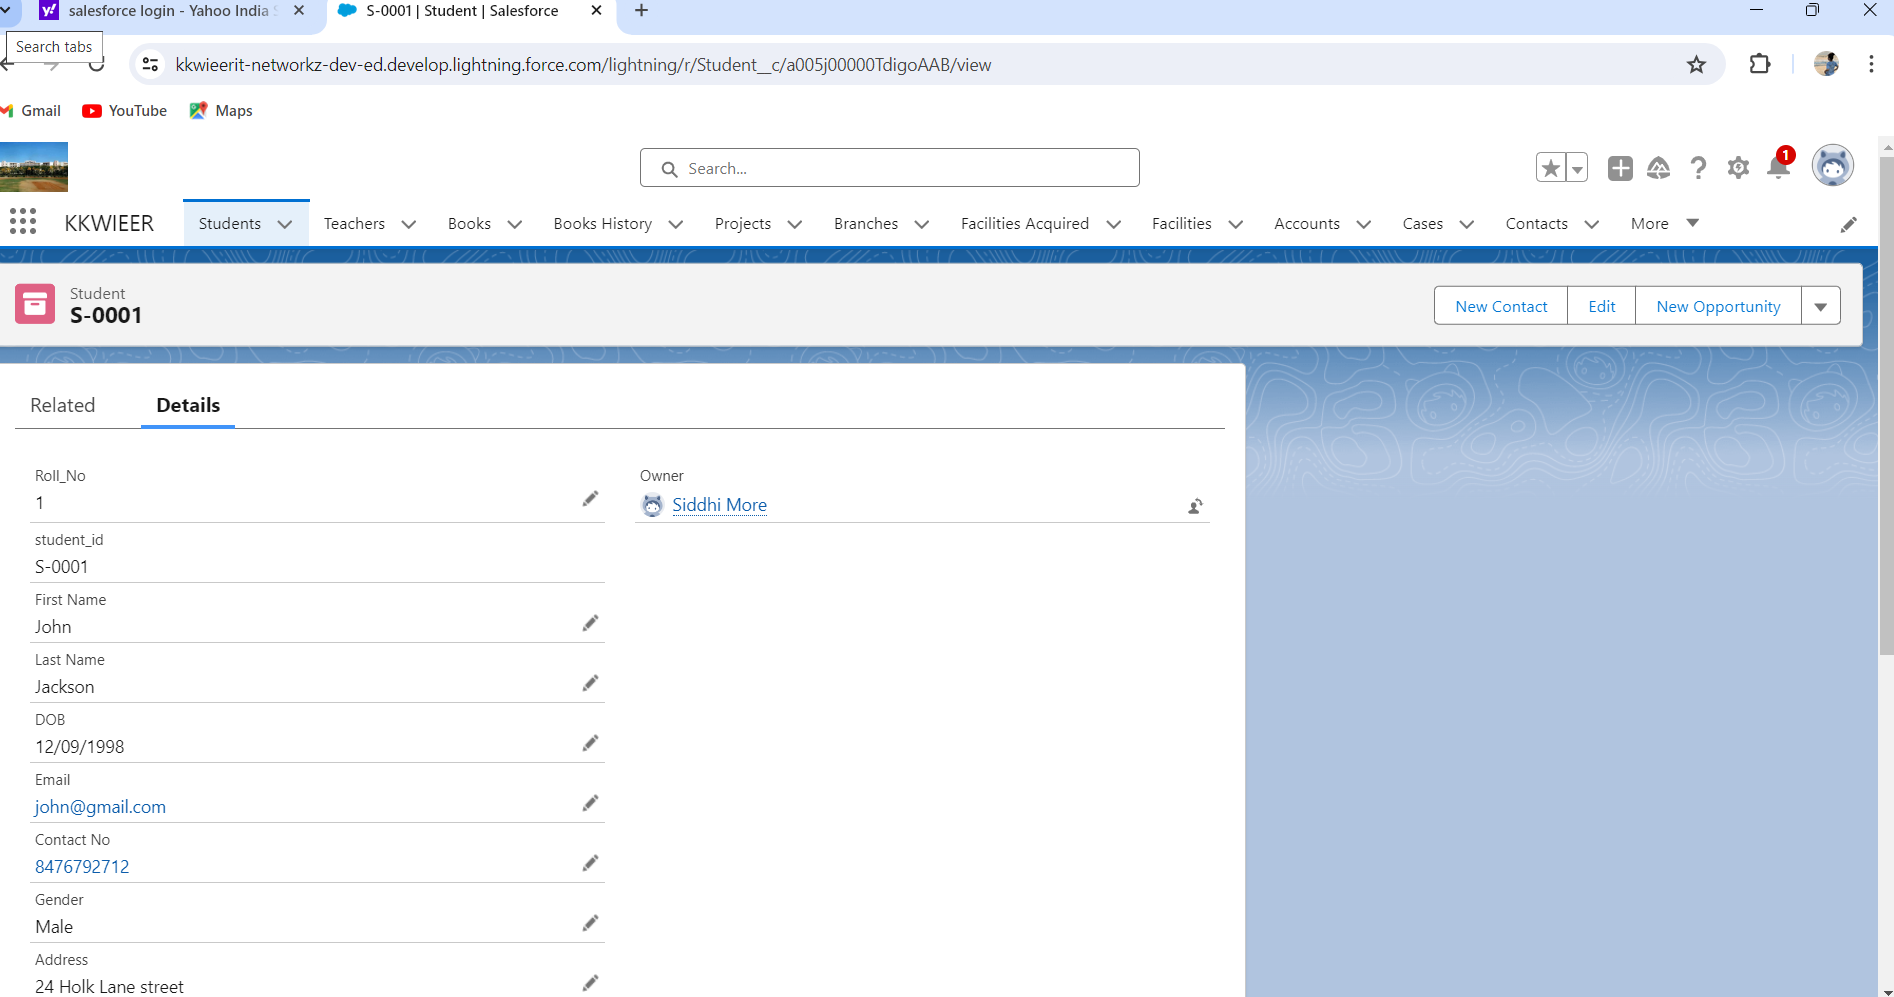 salesforce login - Yahoo India S
S-0001 | Student | Salesforce
Search tabs
kkwieerit-networkz-dev-ed.develop.lightning.force.com/lightning/r/Student__c/a005j00000TdigoAAB/view
Gmail YouTube Maps
Search...
1
KKWIEER Students Teachers Books Books History Projects Branches Facilities Acquired Facilities Accounts Cases Contacts More
Student
S-0001
New Contact Edit New Opportunity
Related Details
Roll_No
1
Owner
Siddhi More
student_id
S-0001
First Name
John
Last Name
Jackson
DOB
12/09/1998
Email
john@gmail.com
Contact No
8476792712
Gender
Male
Address
24 Holk Lane street